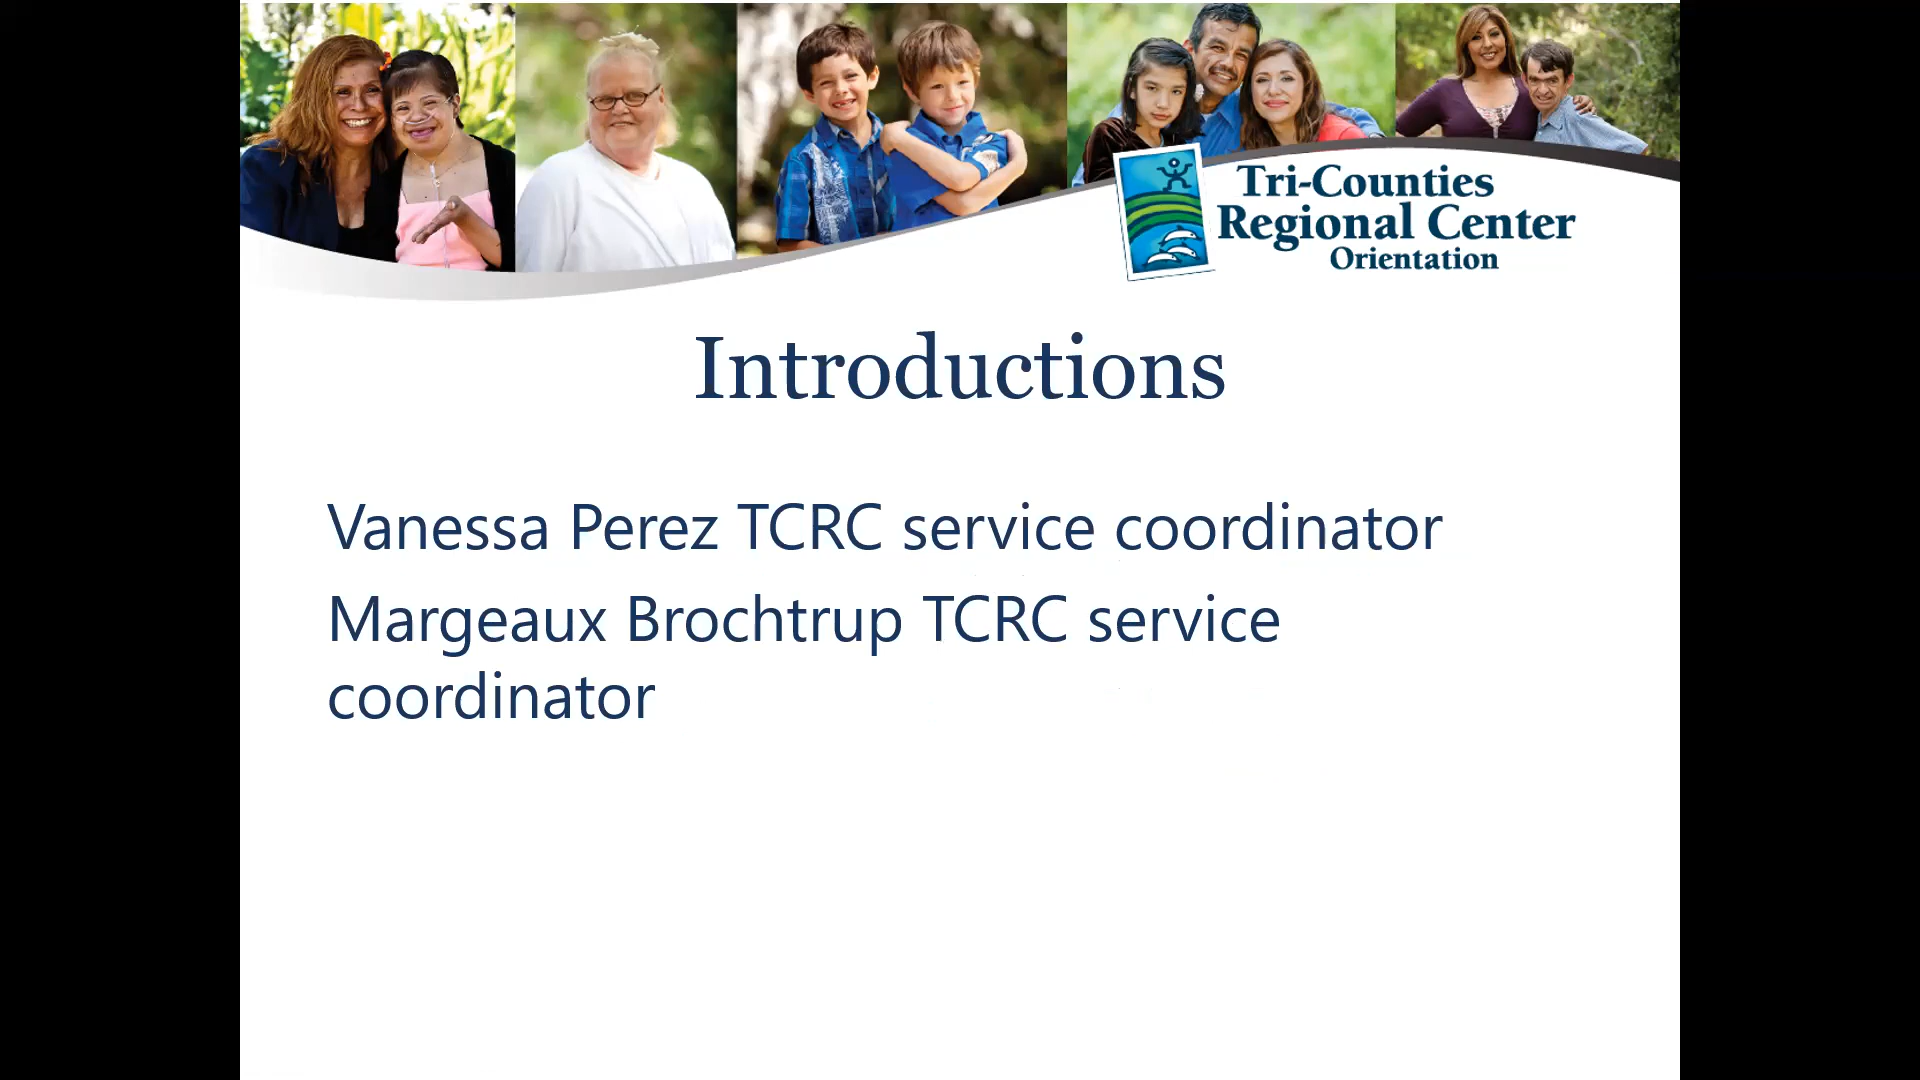 Tri-Counties
Regional Center
Orientation
Introductions
Vanessa Perez TCRC service coordinator
Margeaux Brochtrup TCRC service
coordinator